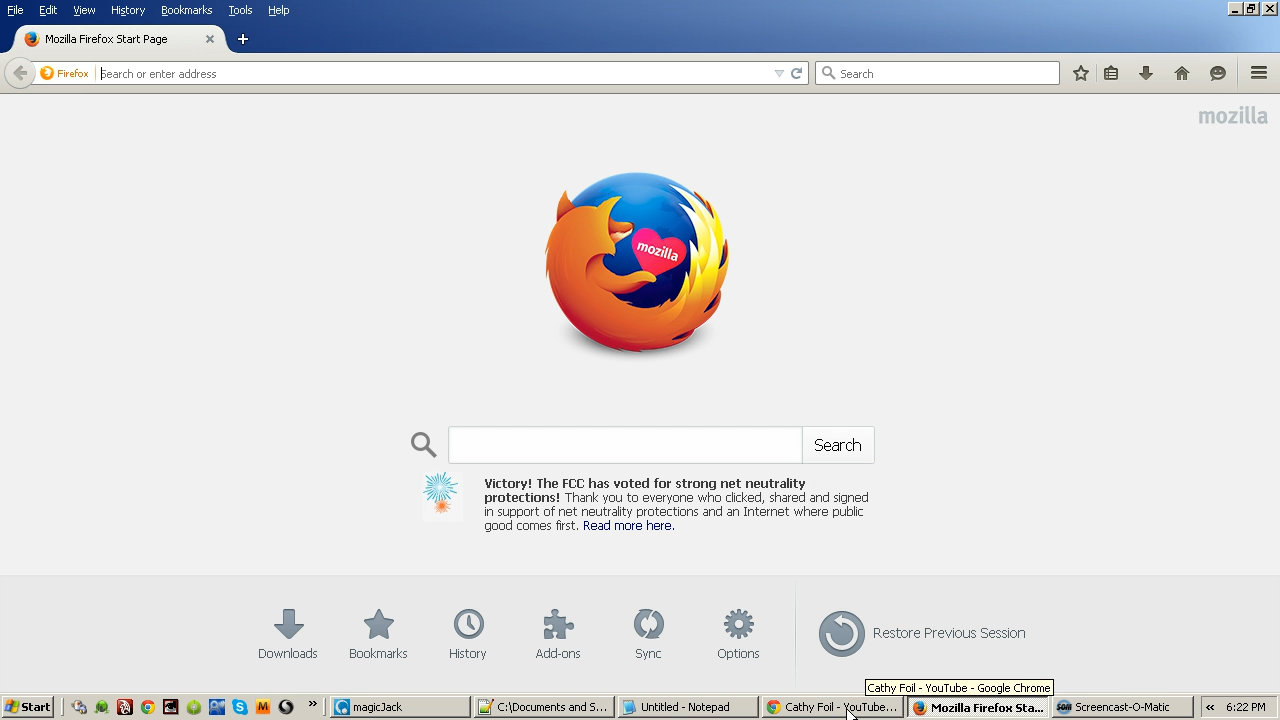 File Edit View History Bookmarks Tools Help
Mozilla Firefox Start Page
Firefox Search or enter address Search
mozilla
mozilla
Search
Victory! The FCC has voted for strong net neutrality
protections! Thank you to everyone who clicked, shared and signed
in support of net neutrality protections and an Internet where public
good comes first. Read more here.
Downloads Bookmarks History Add-ons Sync Options Restore Previous Session
Cathy Foil - YouTube - Google Chrome
Start magicJack C:\Documents and S... Untitled - Notepad Cathy Foil - YouTube... Mozilla Firefox Sta... Screencast-O-Matic 6:22 PM